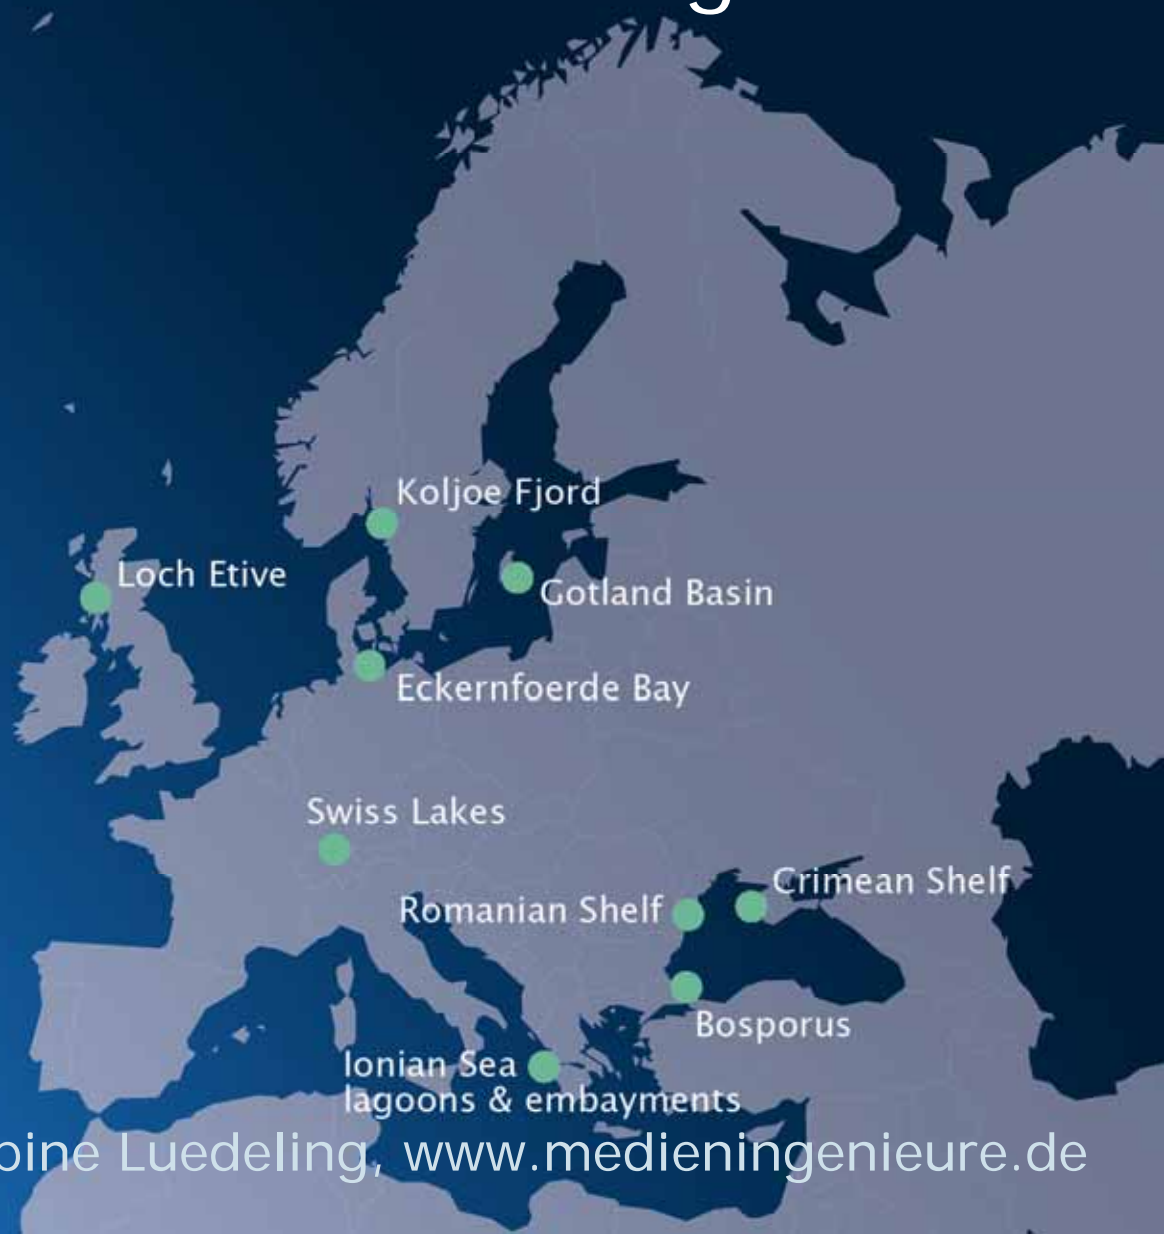 Koljoe Fjord
Loch Etive
Gotland Basin
Eckernfoerde Bay
Swiss Lakes
Crimean Shelf
Romanian Shelf
Bosporus
Ionian Sea
lagoons & embayments
Luedeling, www.medieningenieure.de